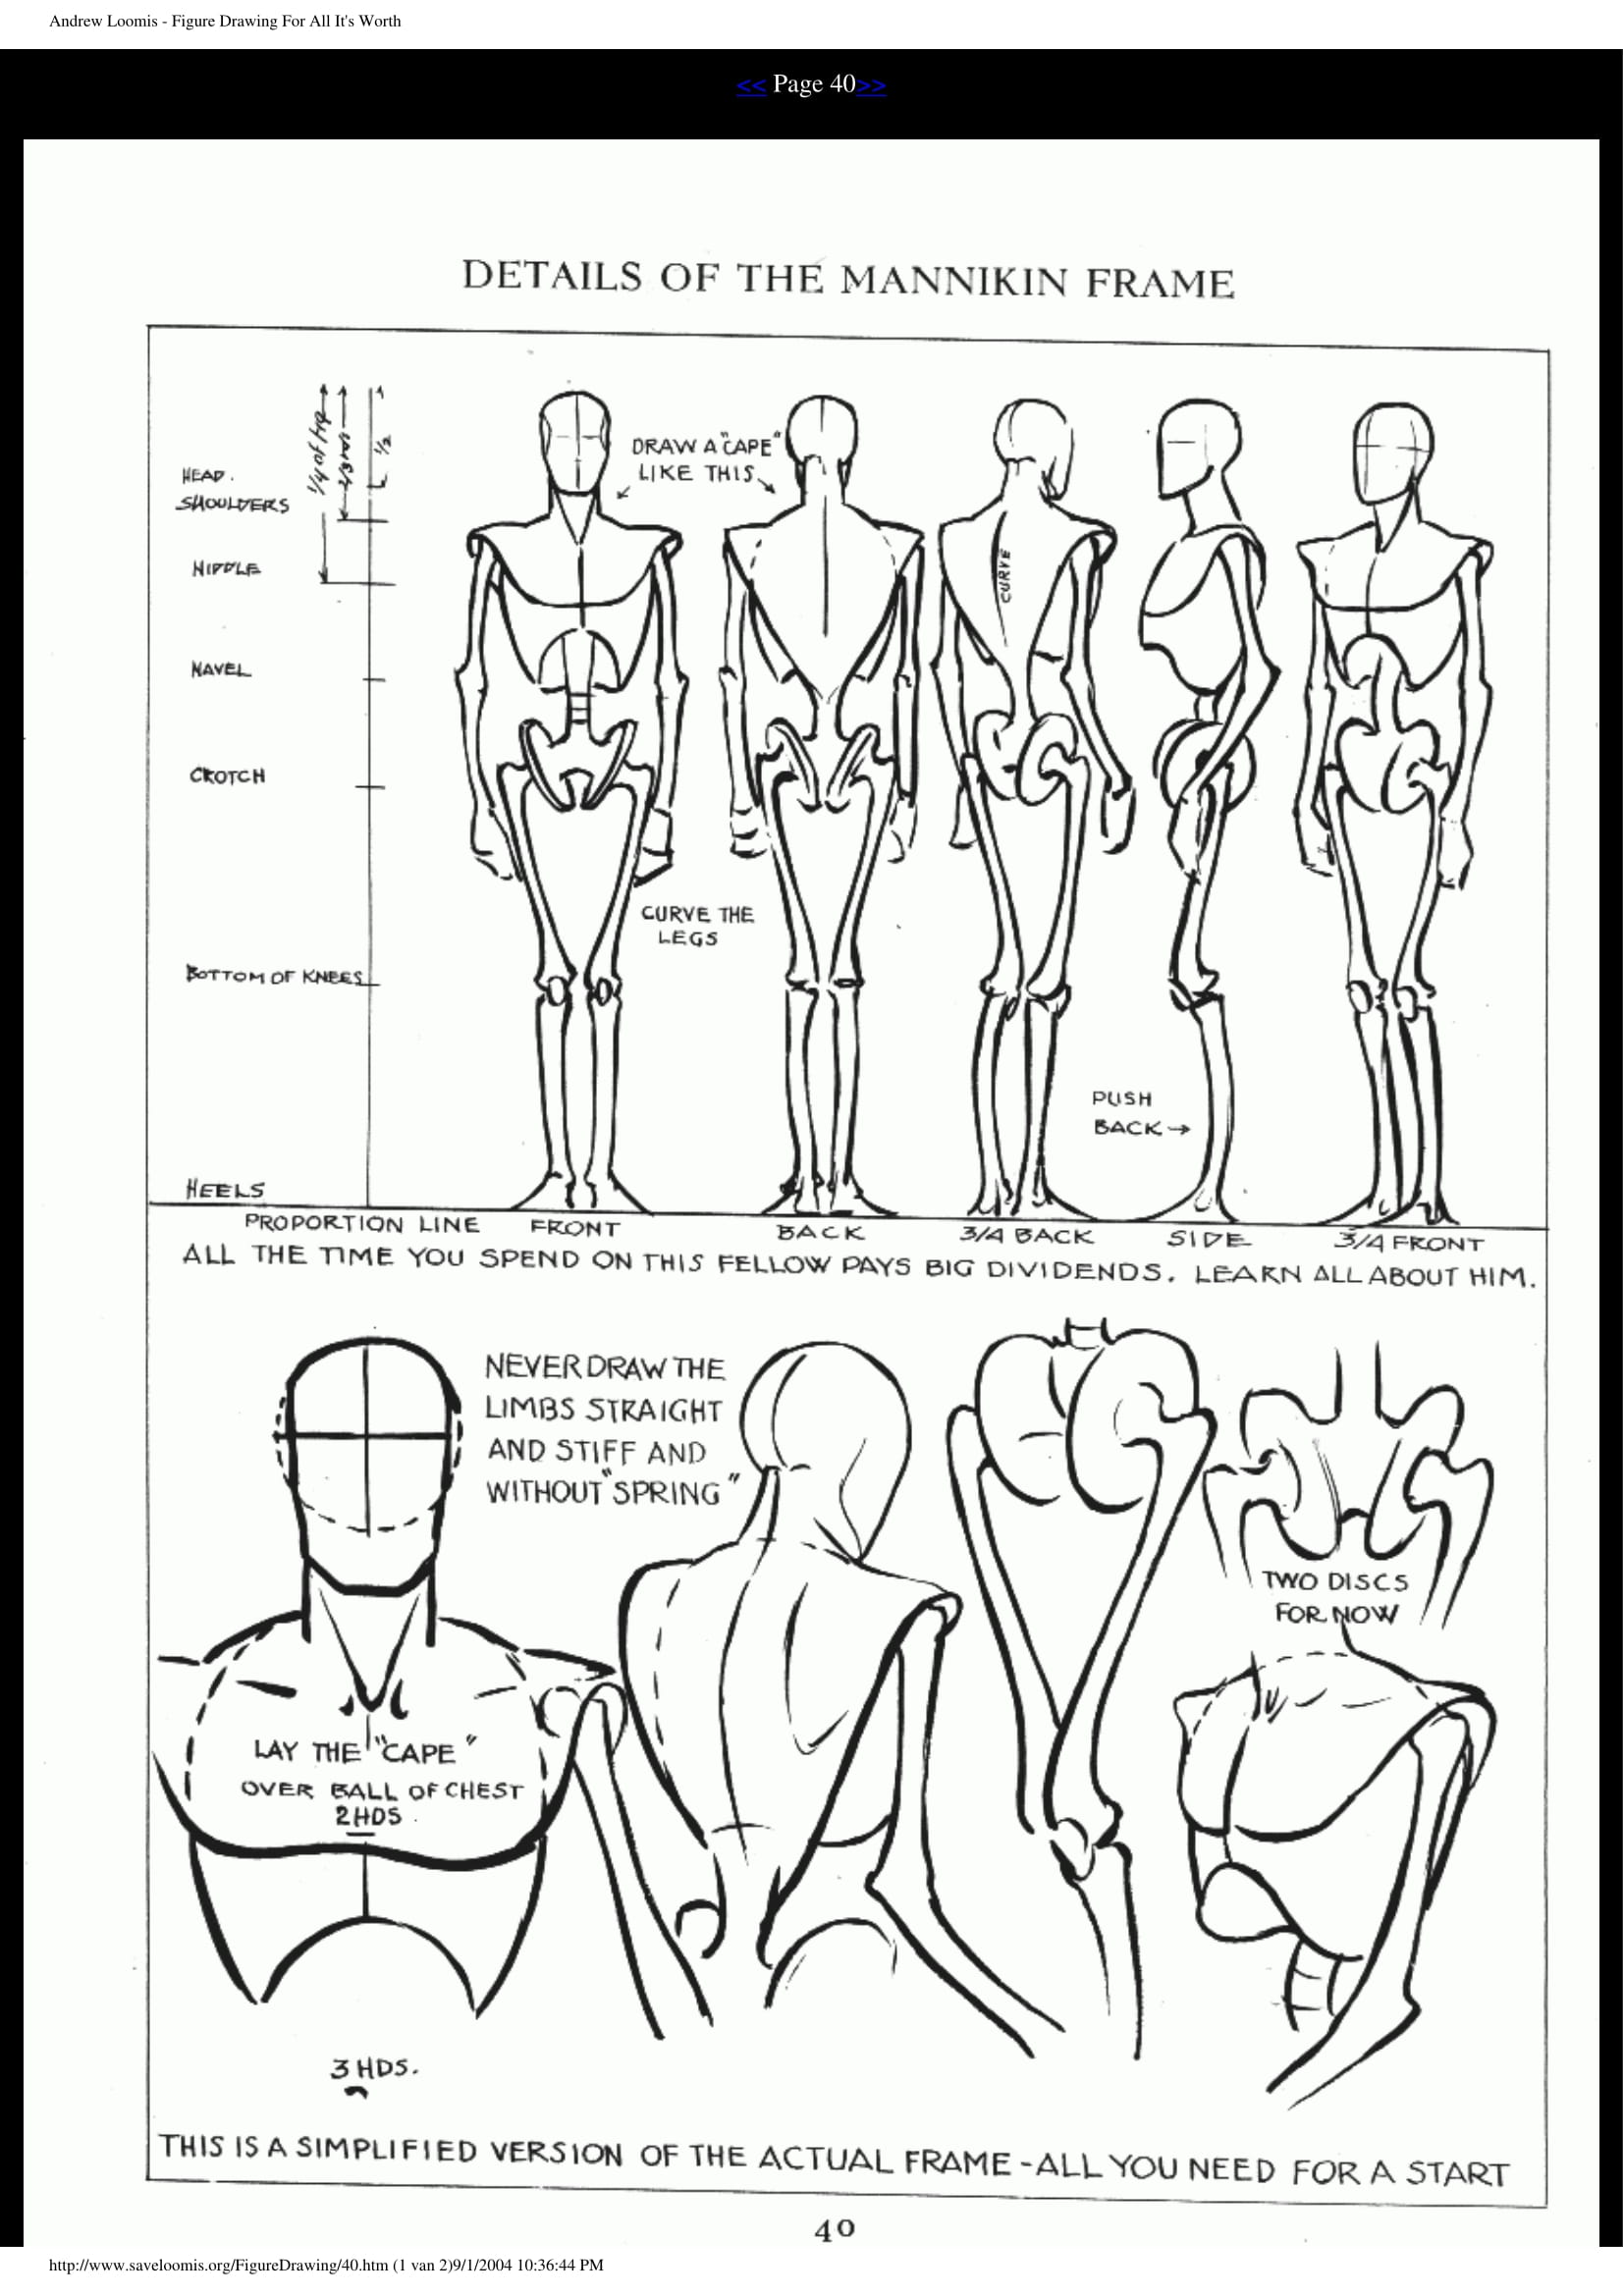 Andrew Loomis - Figure Drawing For All It's Worth
<< Page 40>>
DETAILS OF THE MANNIKIN FRAME
1/4 of Fig
1/2
HEAD.
SHOULDERS
NIPPLE
NAVEL
CROTCH
BOTTOM OF KNEES
HEELS
DRAW A "CAPE"
LIKE THIS
CURVE
CURVE THE
LEGS
PUSH
BACK→
PROPORTION LINE FRONT BACK 3/4 BACK SIDE 3/4 FRONT
ALL THE TIME YOU SPEND ON THIS FELLOW PAYS BIG DIVIDENDS. LEARN ALL ABOUT HIM.
NEVER DRAW THE
LIMBS STRAIGHT
AND STIFF AND
WITHOUT "SPRING"
TWO DISCS
FOR NOW
LAY THE "CAPE"
OVER BALL OF CHEST
2 HDS.
3 HDS.
THIS IS A SIMPLIFIED VERSION OF THE ACTUAL FRAME - ALL YOU NEED FOR A START
40
http://www.saveloomis.org/FigureDrawing/40.htm (1 van 2)9/1/2004 10:36:44 PM